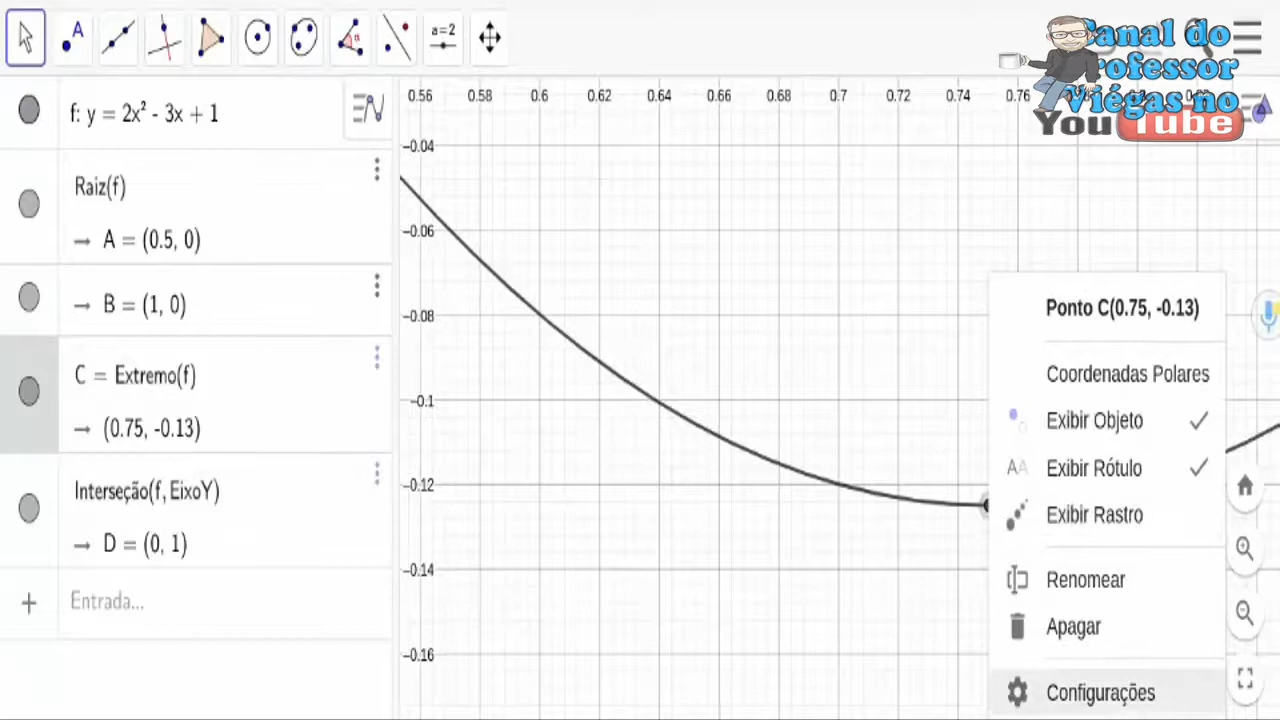 A
α
a=2
Canal do
Professor
Viégas no
You Tube
f: y = 2x² - 3x + 1
Raiz(f)
→ A = (0.5, 0)
→ B = (1, 0)
C = Extremo(f)
→ (0.75, -0.13)
Interseção(f, EixoY)
→ D = (0, 1)
+ Entrada...
0.56 0.58 0.6 0.62 0.64 0.66 0.68 0.7 0.72 0.74 0.76
-0.04
-0.06
-0.08
-0.1
-0.12
-0.14
-0.16
Ponto C(0.75, -0.13)
Coordenadas Polares
Exibir Objeto
AA Exibir Rótulo
Exibir Rastro
Renomear
Apagar
Configurações